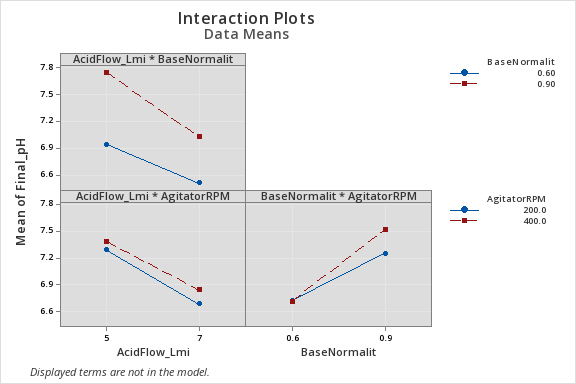 Interaction Plots
Data Means
AcidFlow_Lmi * BaseNormalit
7.8
7.5
7.2
6.9
6.6
BaseNormalit
0.60
0.90
Mean of Final_pH
AcidFlow_Lmi * AgitatorRPM
BaseNormalit * AgitatorRPM
7.8
7.5
7.2
6.9
6.6
AgitatorRPM
200.0
400.0
5 7 0.6 0.9
AcidFlow_Lmi BaseNormalit
Displayed terms are not in the model.